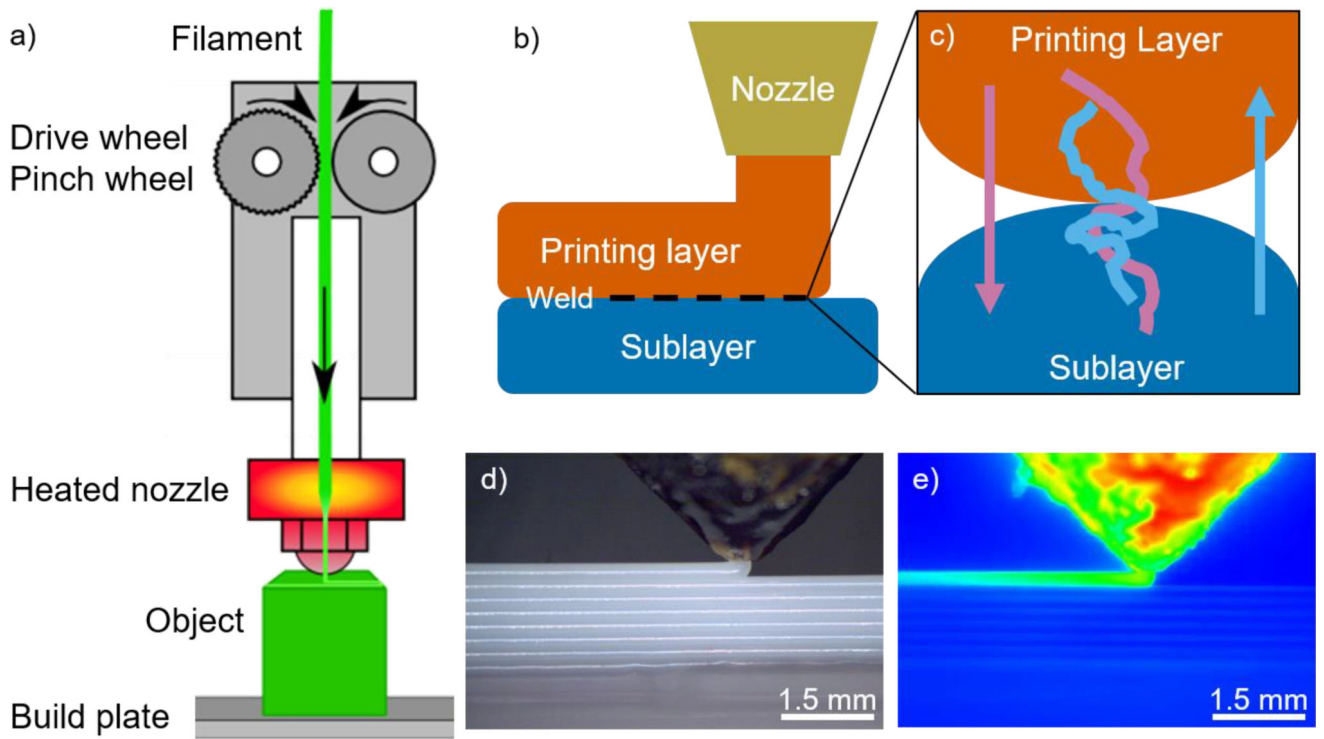 a)
Filament
Drive wheel
Pinch wheel
Heated nozzle
Object
Build plate
b)
Nozzle
Printing layer
Weld
Sublayer
c)
Printing Layer
Sublayer
d)
1.5 mm
e)
1.5 mm